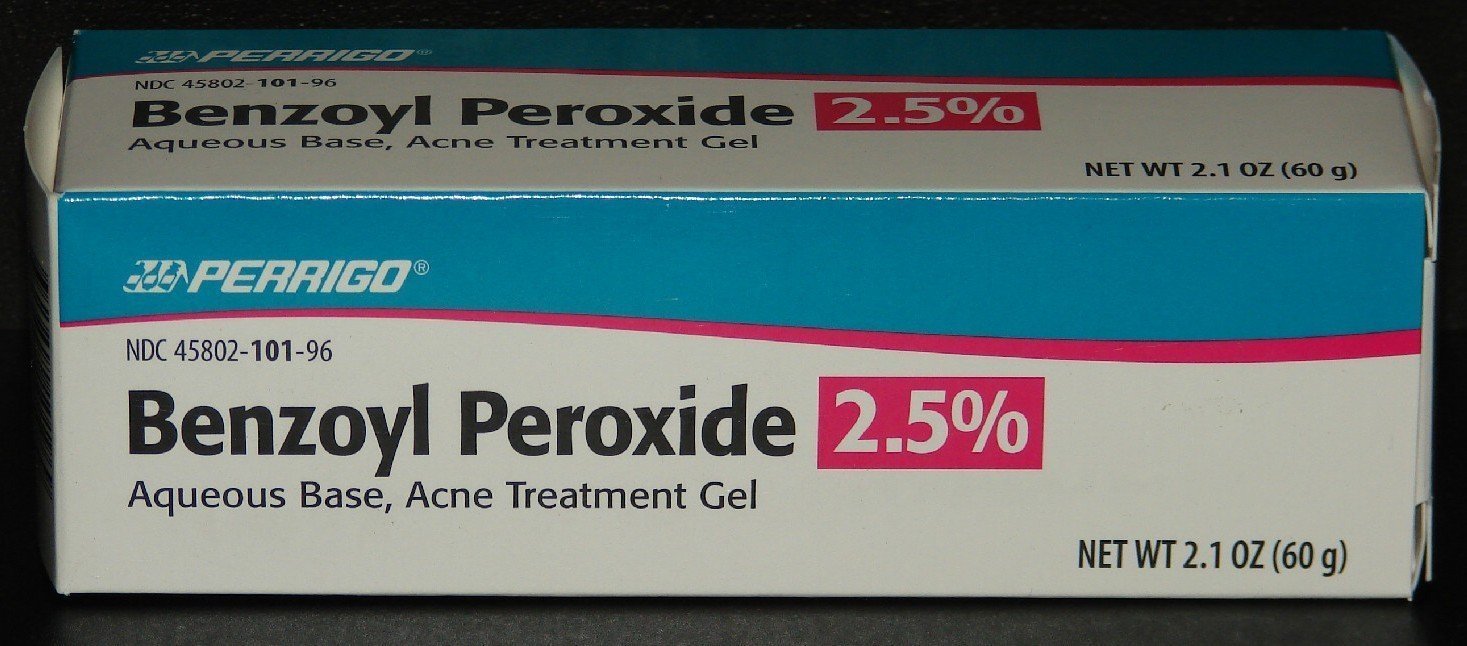 PERRIGO®
NDC 45802-101-96
Benzoyl Peroxide 2.5%
Aqueous Base, Acne Treatment Gel
NET WT 2.1 OZ (60 g)
PERRIGO®
NDC 45802-101-96
Benzoyl Peroxide 2.5%
Aqueous Base, Acne Treatment Gel
NET WT 2.1 OZ (60 g)